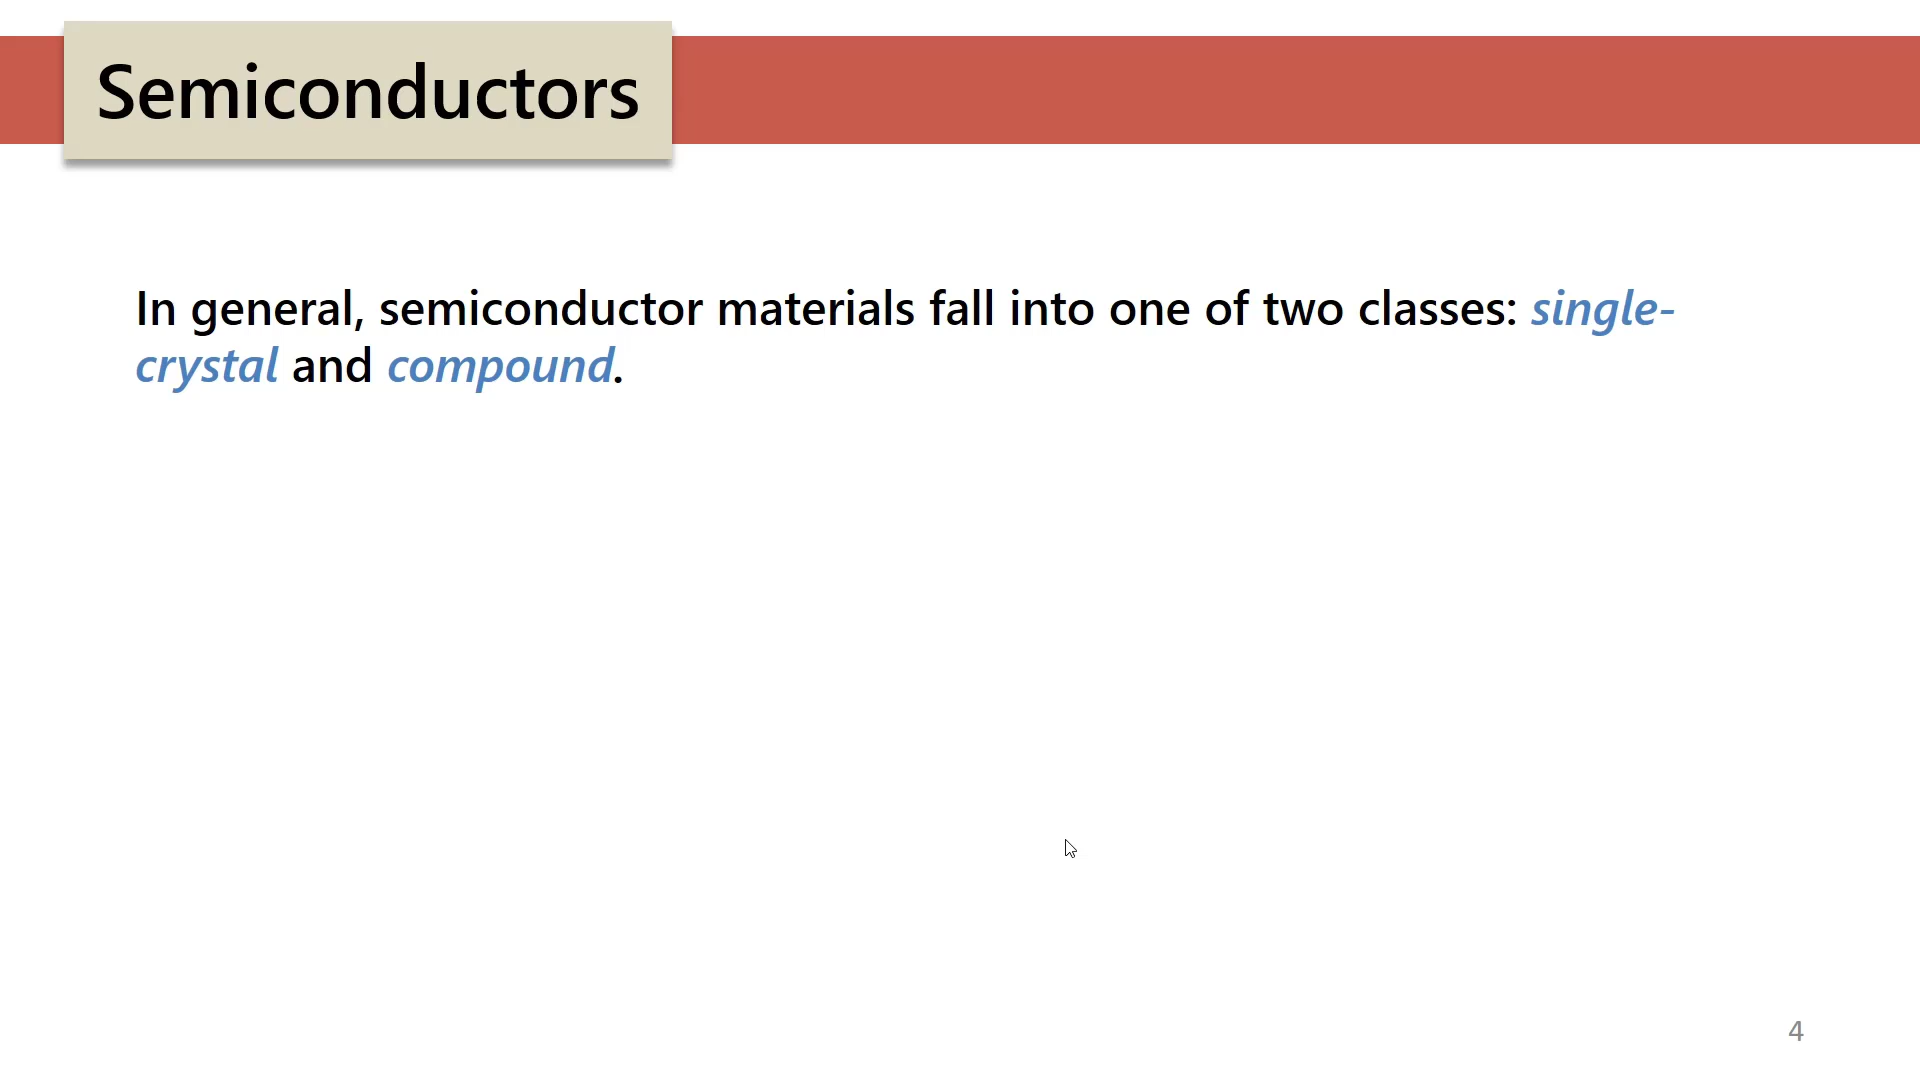 Semiconductors
In general, semiconductor materials fall into one of two classes: single-
crystal and compound.
4